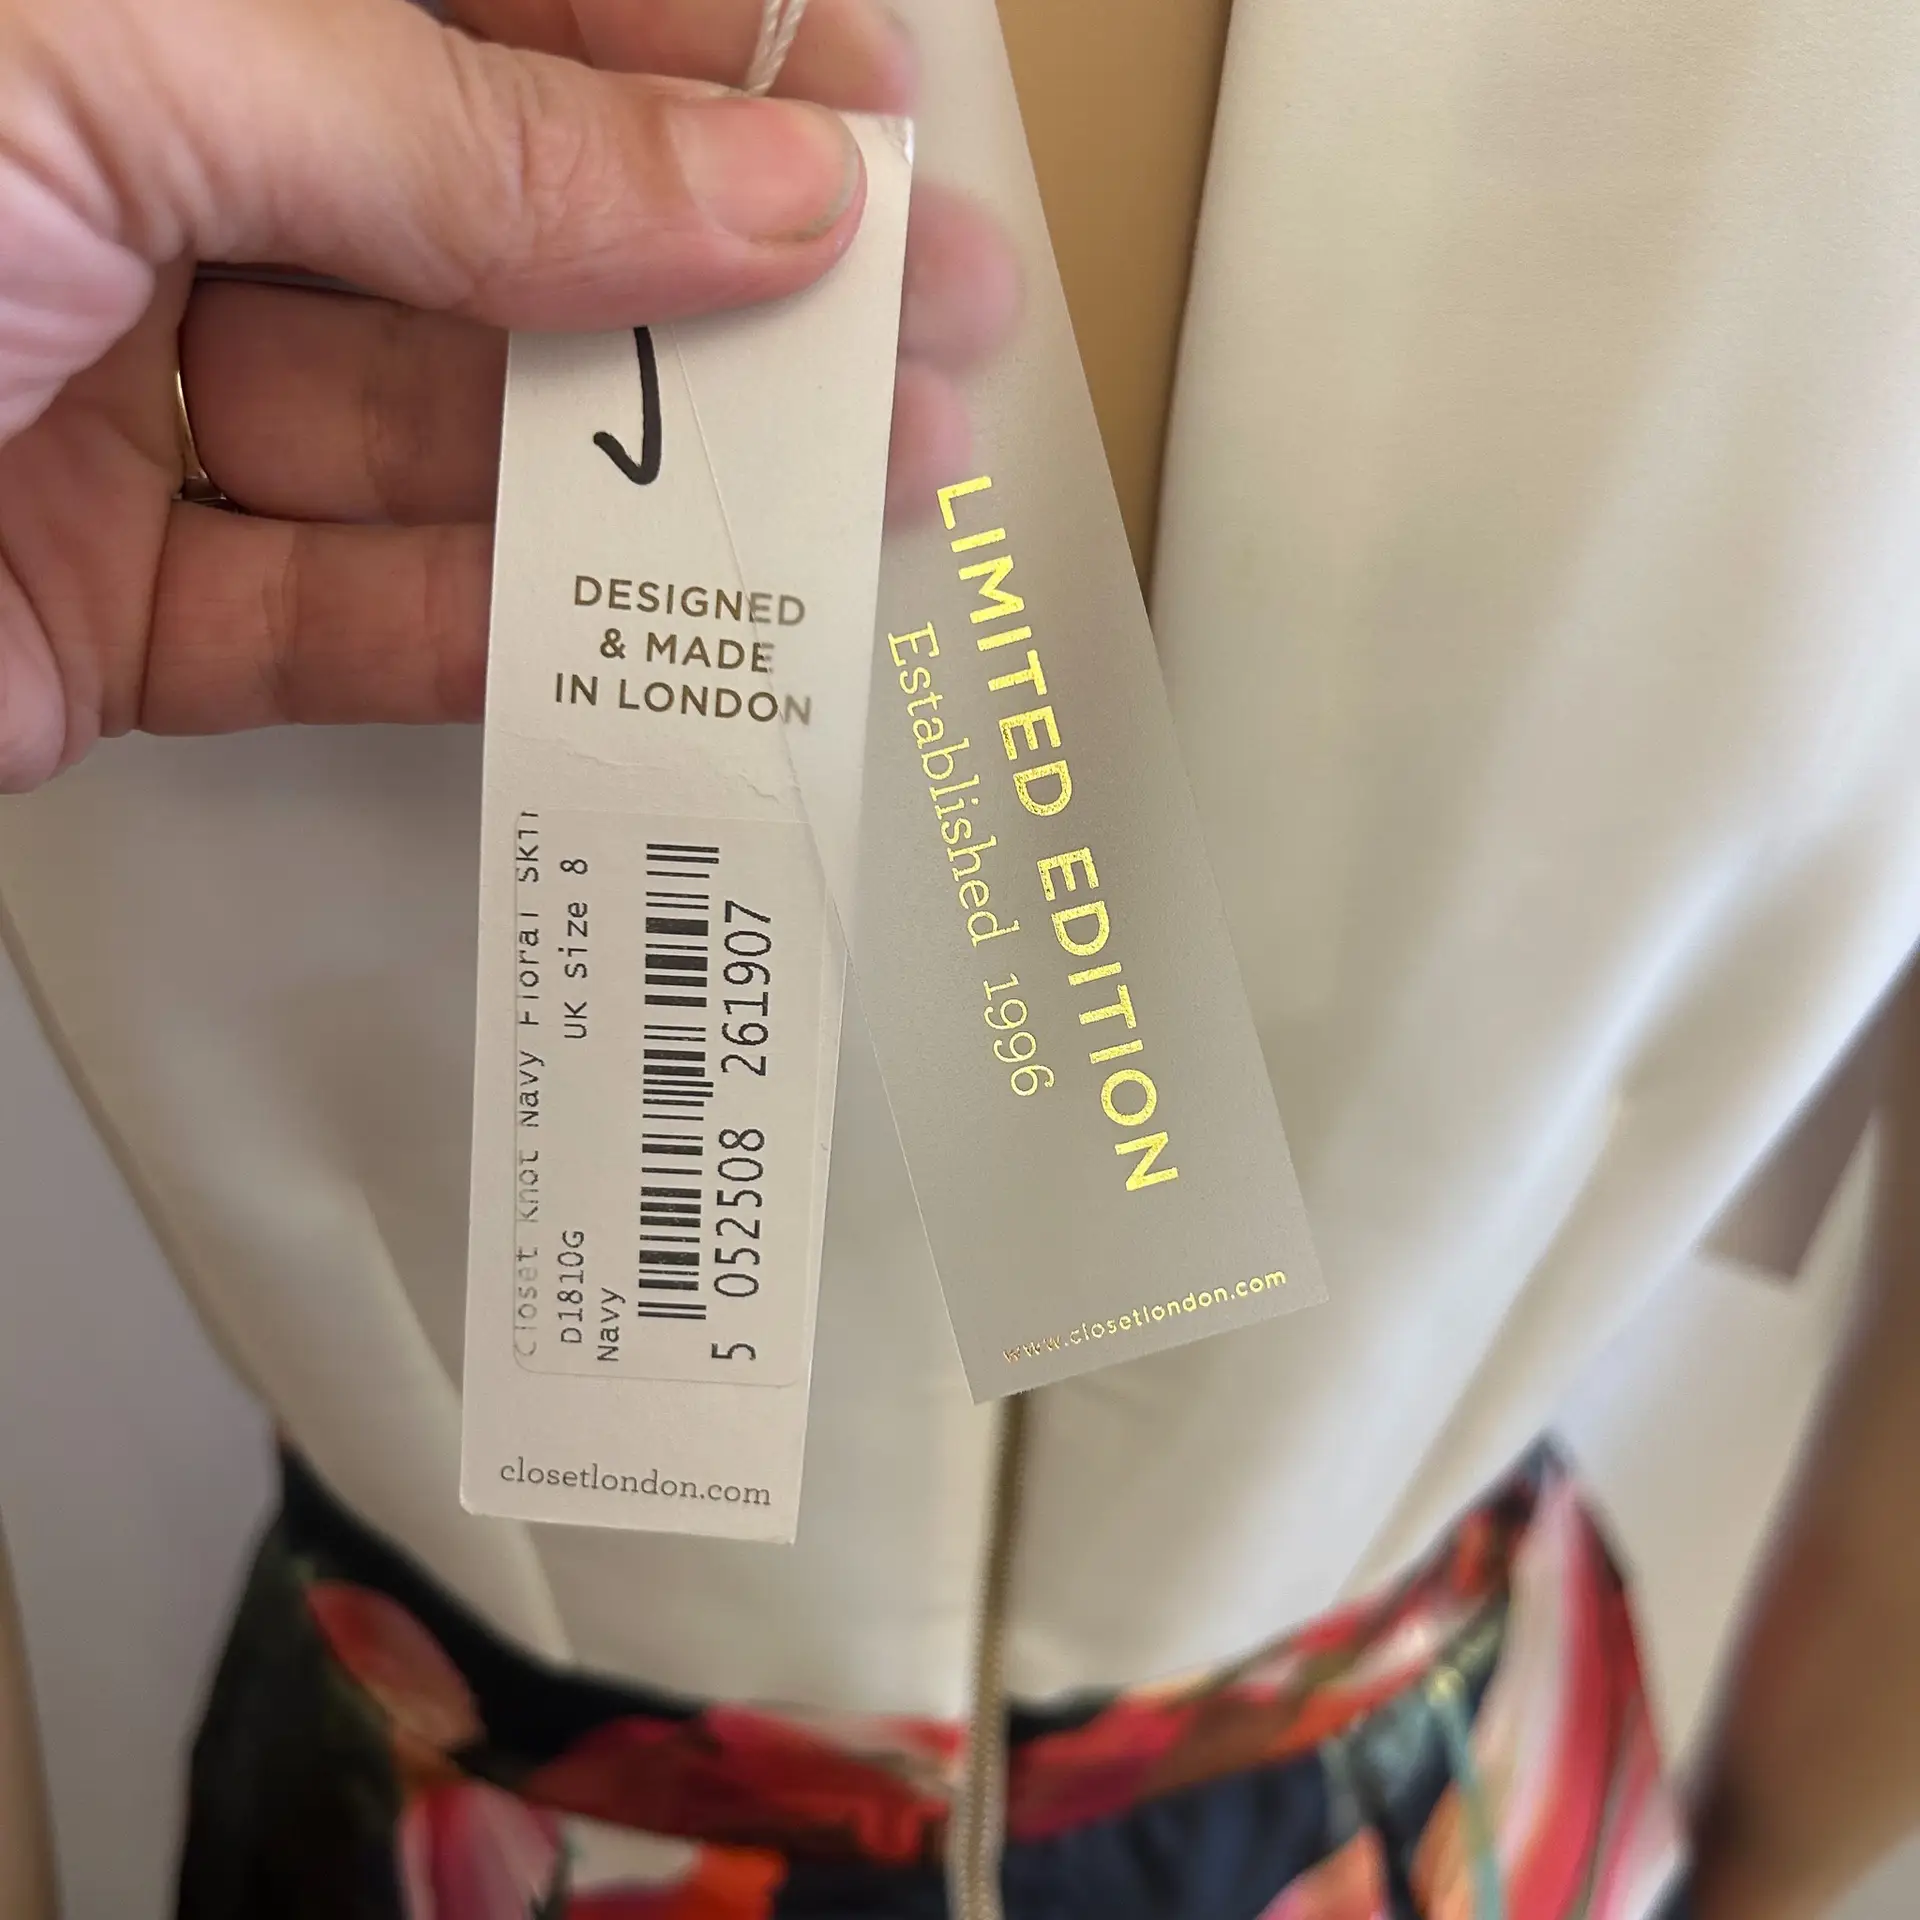 DESIGNED
& MADE
IN LONDON
Closet Knot Navy Floral Skir
D1810G UK Size 8
Navy
5 052508 261907
closetlondon.com
LIMITED EDITION
Established 1996
www.closetlondon.com